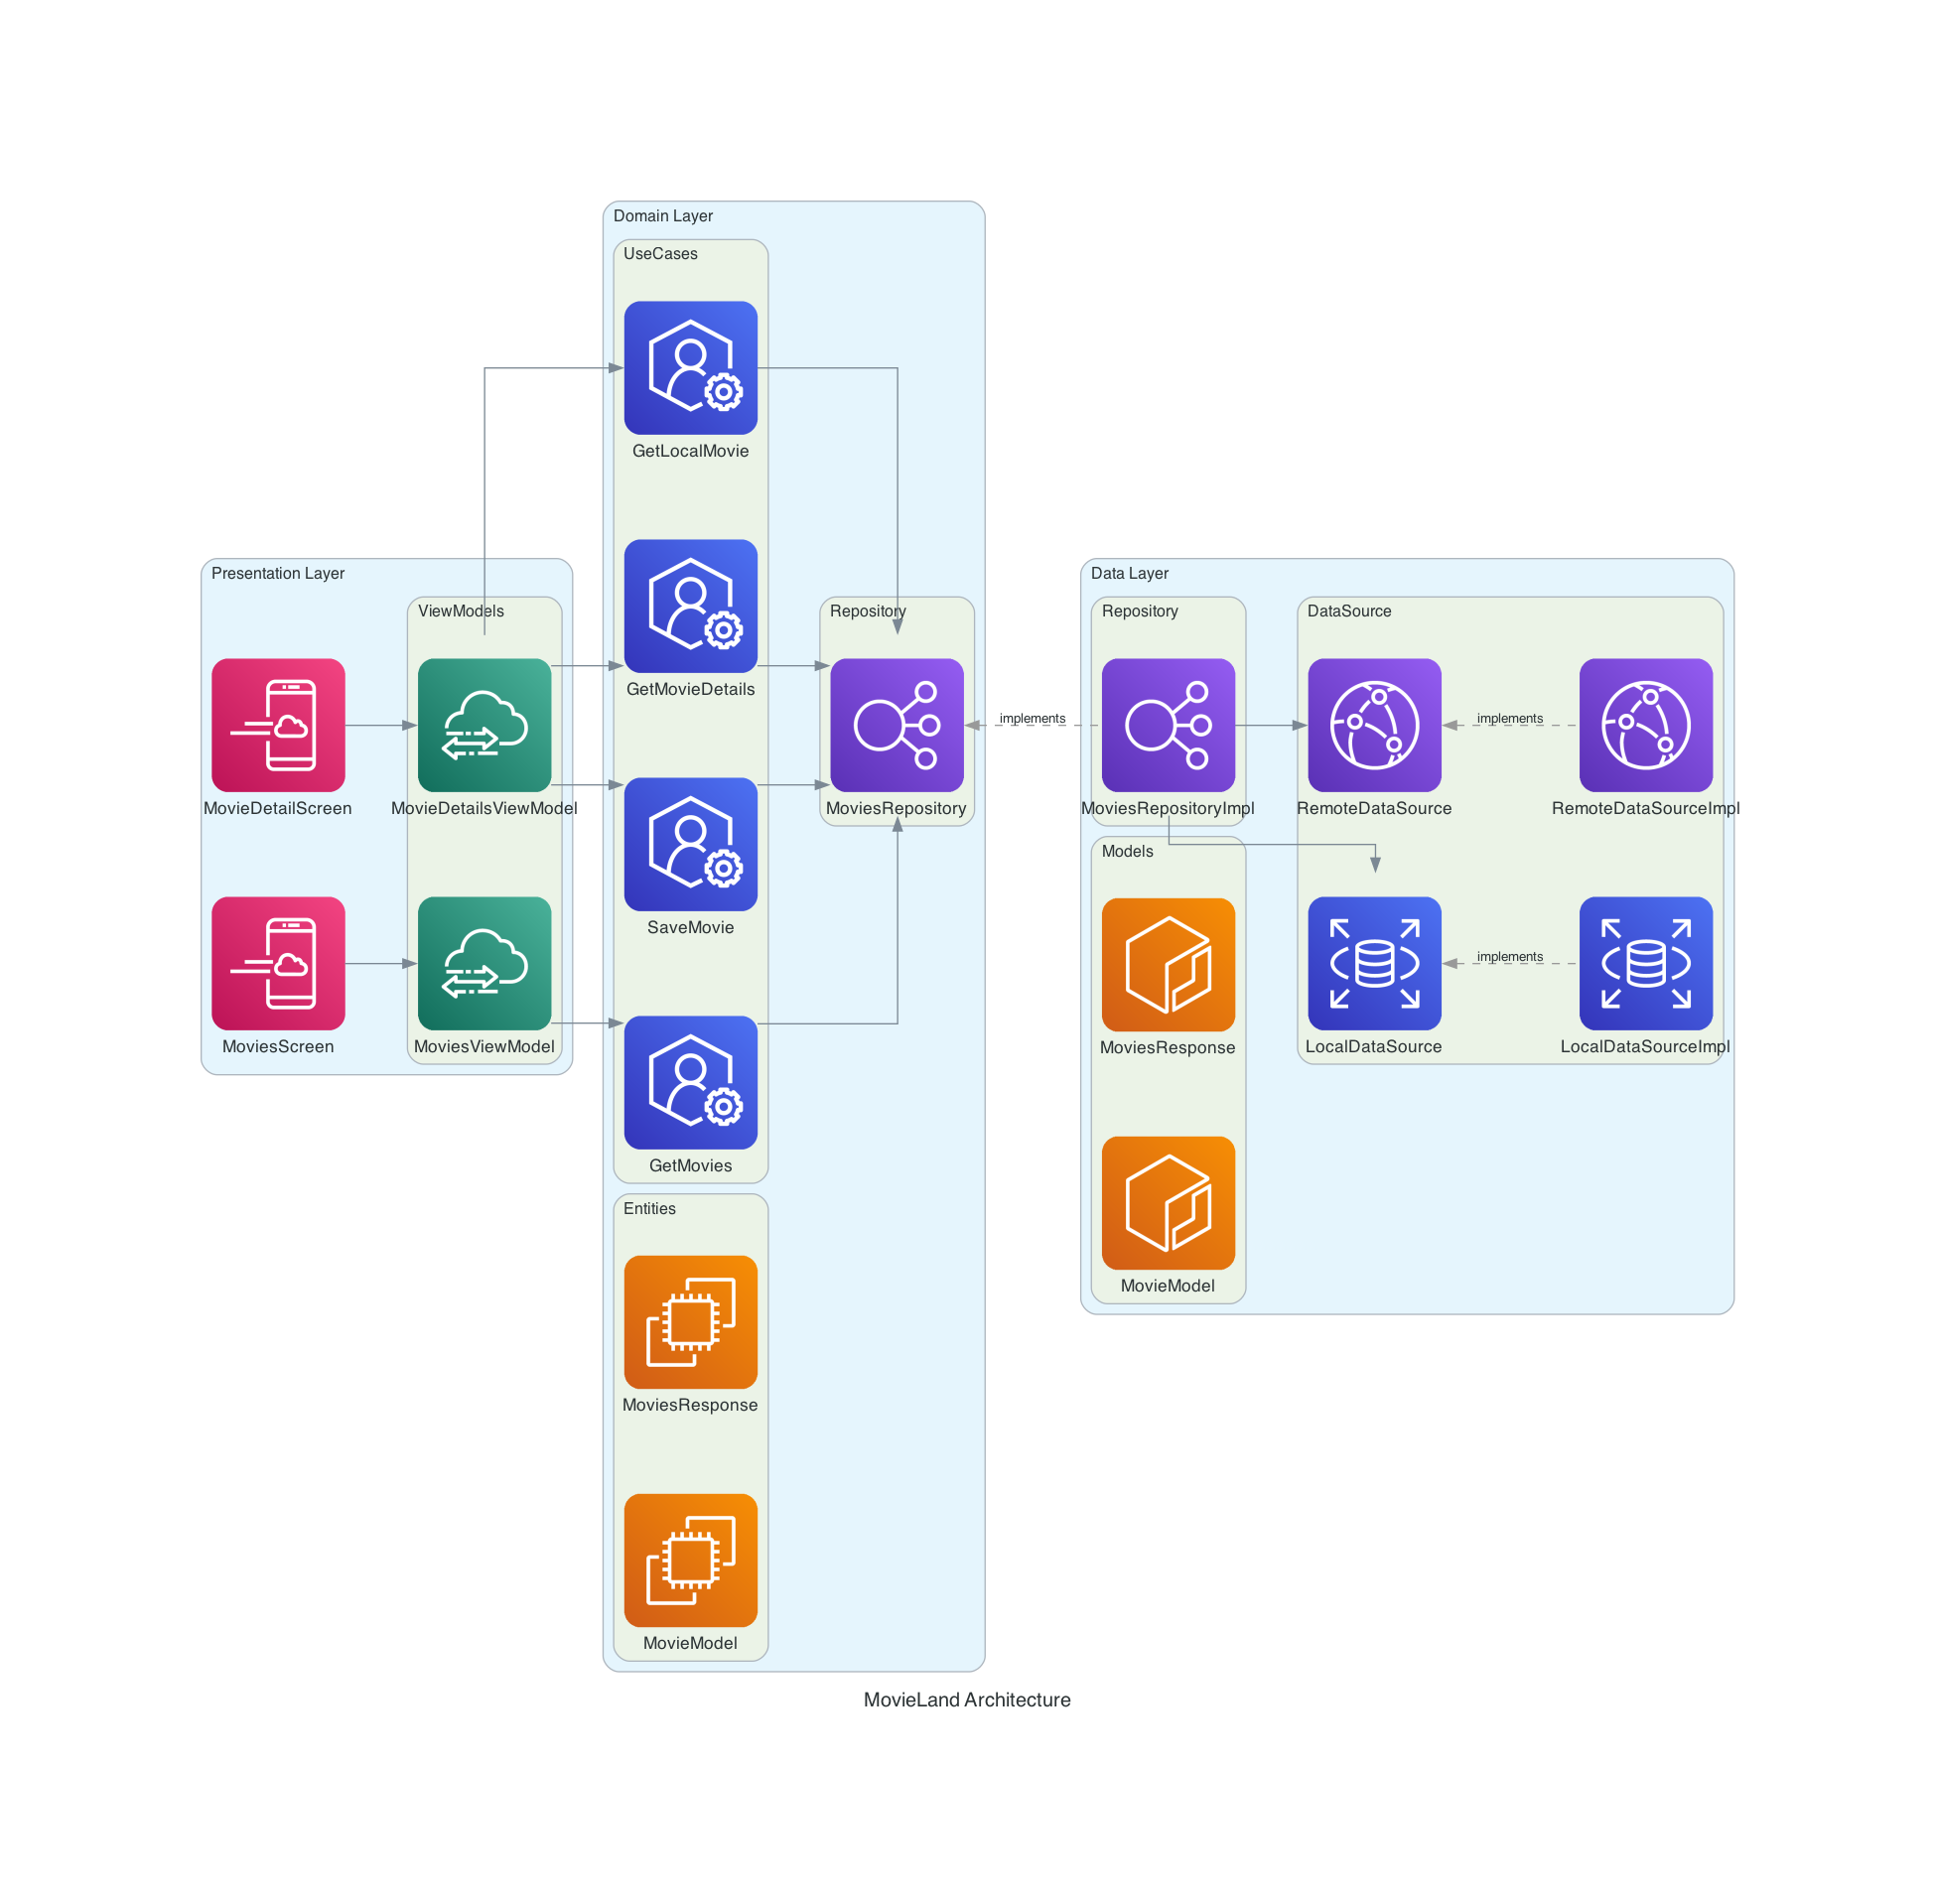 Domain Layer
UseCases
GetLocalMovie
GetMovieDetails
SaveMovie
GetMovies
Entities
MoviesResponse
MovieModel
Repository
MoviesRepository
Presentation Layer
ViewModels
MovieDetailScreen
MovieDetailsViewModel
MoviesScreen
MoviesViewModel
implements
Data Layer
Repository
MoviesRepositoryImpl
Models
MoviesResponse
MovieModel
DataSource
RemoteDataSource
implements
RemoteDataSourceImpl
LocalDataSource
implements
LocalDataSourceImpl
MovieLand Architecture